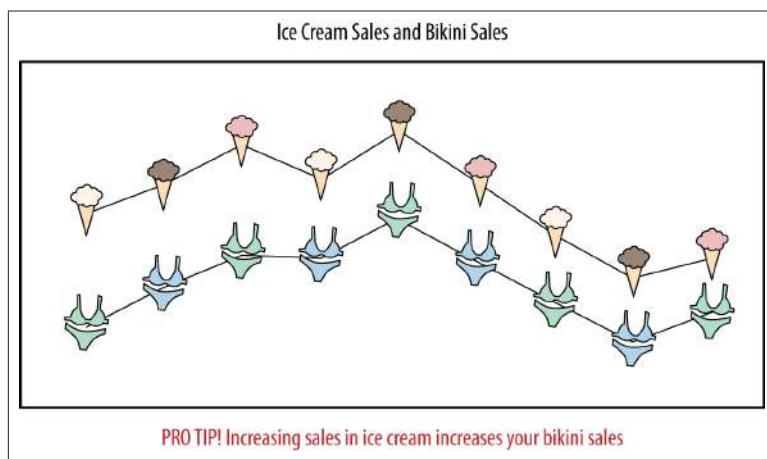 Ice Cream Sales and Bikini Sales
PRO TIP! Increasing sales in ice cream increases your bikini sales